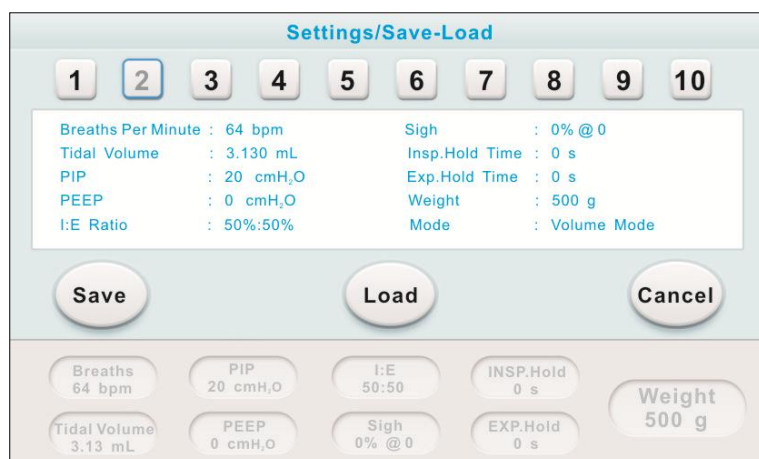 Settings/Save-Load
1 2 3 4 5 6 7 8 9 10
Breaths Per Minute : 64 bpm
Tidal Volume : 3.130 mL
PIP : 20 cmH₂O
PEEP : 0 cmH₂O
I:E Ratio : 50%:50%
Sigh : 0% @ 0
Insp.Hold Time : 0 s
Exp.Hold Time : 0 s
Weight : 500 g
Mode : Volume Mode
Save Load Cancel
Breaths
64 bpm
PIP
20 cmH₂O
I:E
50:50
INSP.Hold
0 s
Weight
500 g
Tidal Volume
3.13 mL
PEEP
0 cmH₂O
Sigh
0% @ 0
EXP.Hold
0 s